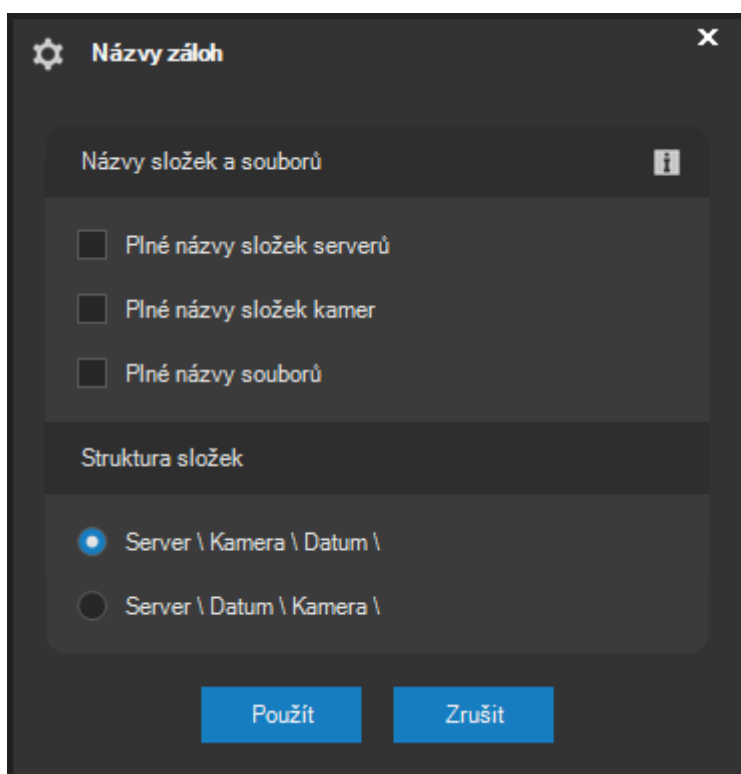 Názvy záloh
Názvy složek a souborů
Plné názvy složek serverů
Plné názvy složek kamer
Plné názvy souborů
Struktura složek
Server \ Kamera \ Datum \
Server \ Datum \ Kamera \
Použít
Zrušit